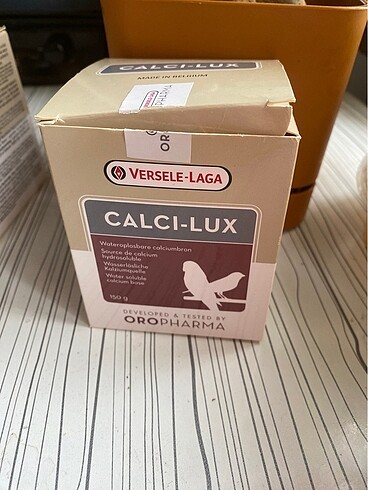 CALCI-LUX
MADE IN BELGIUM
OR
VERSELE-LAGA
CALCI-LUX
Wateroplosbare calciumbron
Source de calcium
hydrosoluble
Wasserlösliche
Kalziumquelle
Water soluble
calcium base
150 g
DEVELOPED & TESTED BY
OROPHARMA